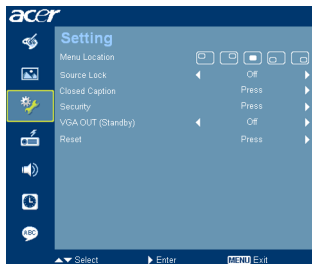 acer
Setting
Menu Location
Source Lock Off
Closed Caption Press
Security Press
VGA OUT (Standby) Off
Reset Press
ABC
Select Enter MENU Exit